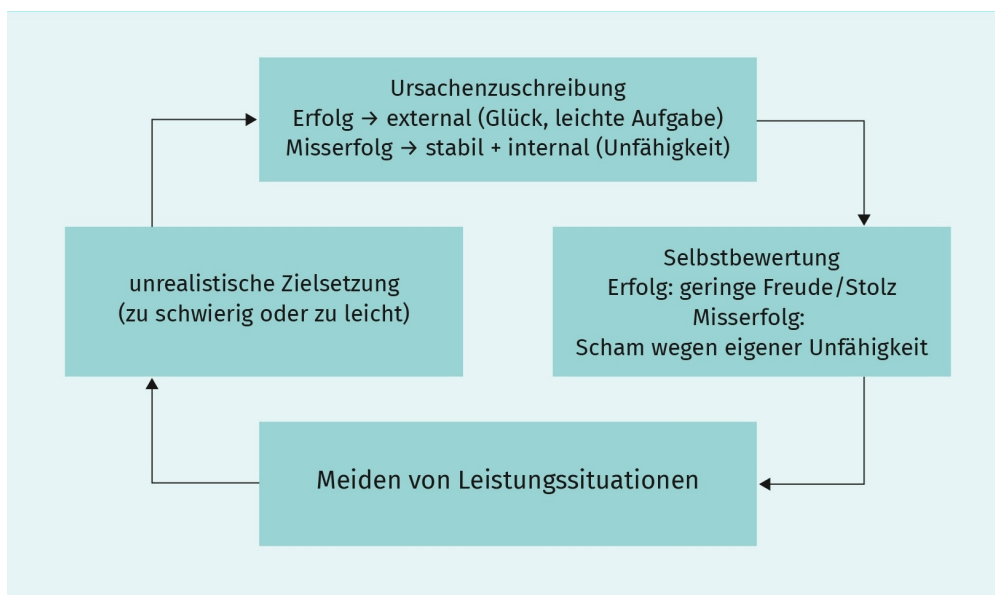 Ursachenzuschreibung
Erfolg → external (Glück, leichte Aufgabe)
Misserfolg → stabil + internal (Unfähigkeit)
unrealistische Zielsetzung
(zu schwierig oder zu leicht)
Selbstbewertung
Erfolg: geringe Freude/Stolz
Misserfolg:
Scham wegen eigener Unfähigkeit
Meiden von Leistungssituationen